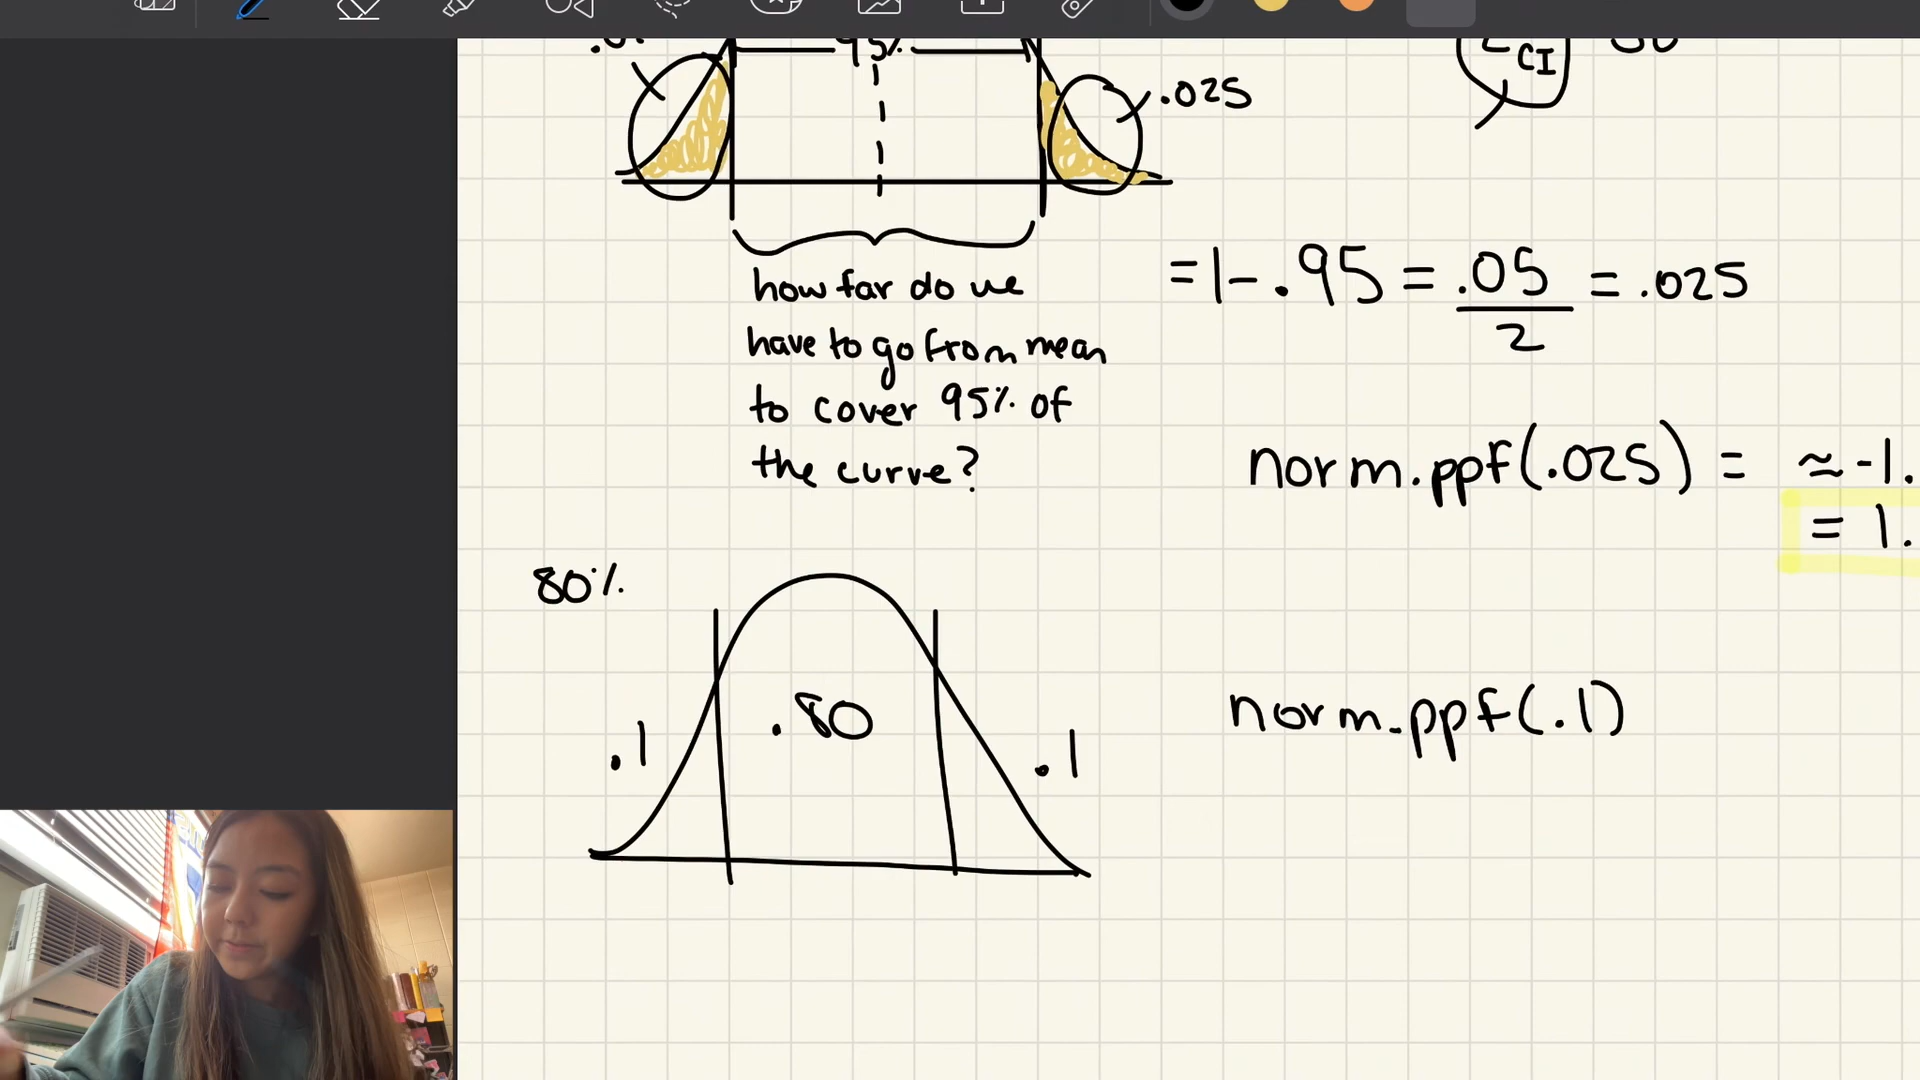 95%
.025
CI
= 1 - .95 = .05 = .025
2
how far do we
have to go from mean
to cover 95% of
the curve?
norm.ppf(.025) = ≈ -1.
= 1.
80%
.1 .80 .1
norm.ppf(.1)